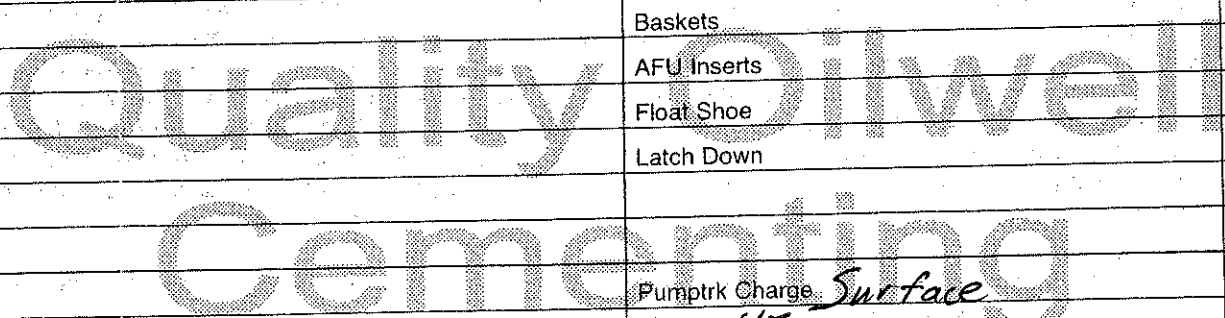 Baskets
Quality Oilwell
AFU Inserts
Float Shoe
Latch Down
Cementing
Pumptrk Charge Surface